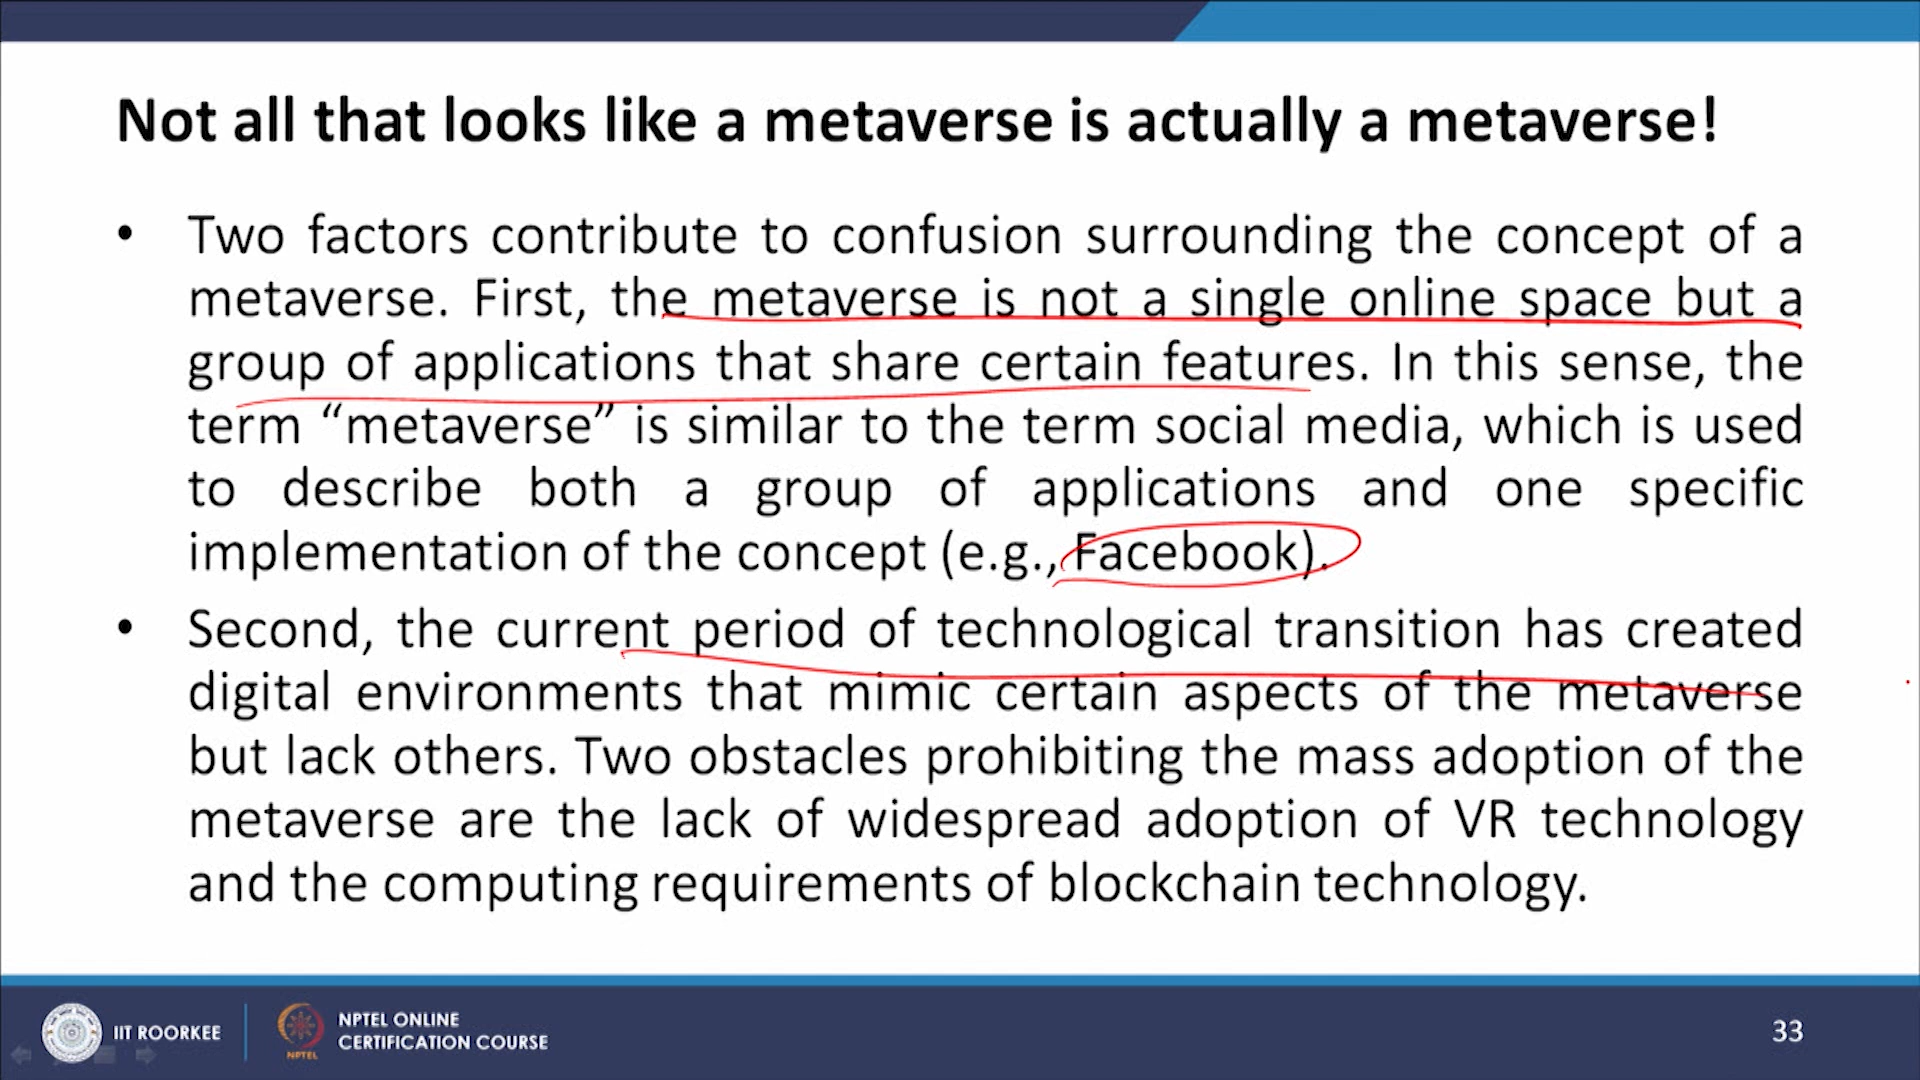 Not all that looks like a metaverse is actually a metaverse!
• Two factors contribute to confusion surrounding the concept of a
metaverse. First, the metaverse is not a single online space but a
group of applications that share certain features. In this sense, the
term “metaverse” is similar to the term social media, which is used
to describe both a group of applications and one specific
implementation of the concept (e.g., Facebook).
• Second, the current period of technological transition has created
digital environments that mimic certain aspects of the metaverse
but lack others. Two obstacles prohibiting the mass adoption of the
metaverse are the lack of widespread adoption of VR technology
and the computing requirements of blockchain technology.
IIT ROORKEE
NPTEL
NPTEL ONLINE
CERTIFICATION COURSE
33